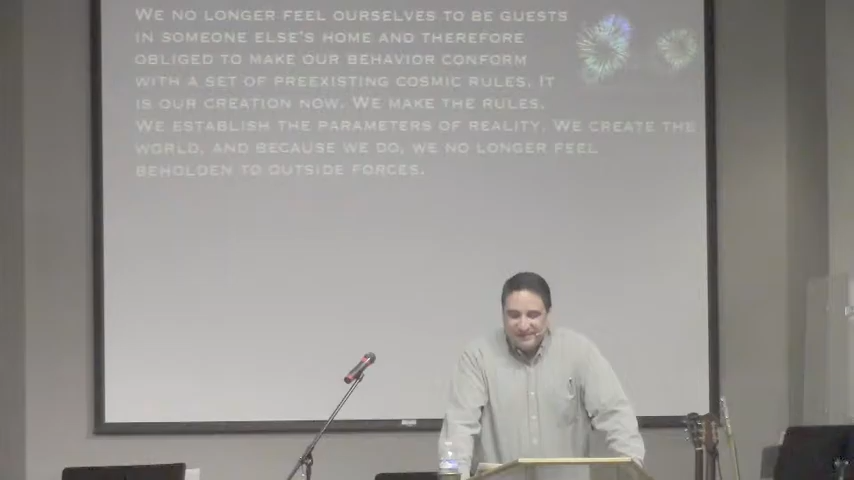 We no longer feel ourselves to be guests
in someone else's home and therefore
obliged to make our behavior conform
with a set of preexisting cosmic rules. It
is our creation now. We make the rules.
We establish the parameters of reality. We create the
world, and because we do, we no longer feel
beholden to outside forces.